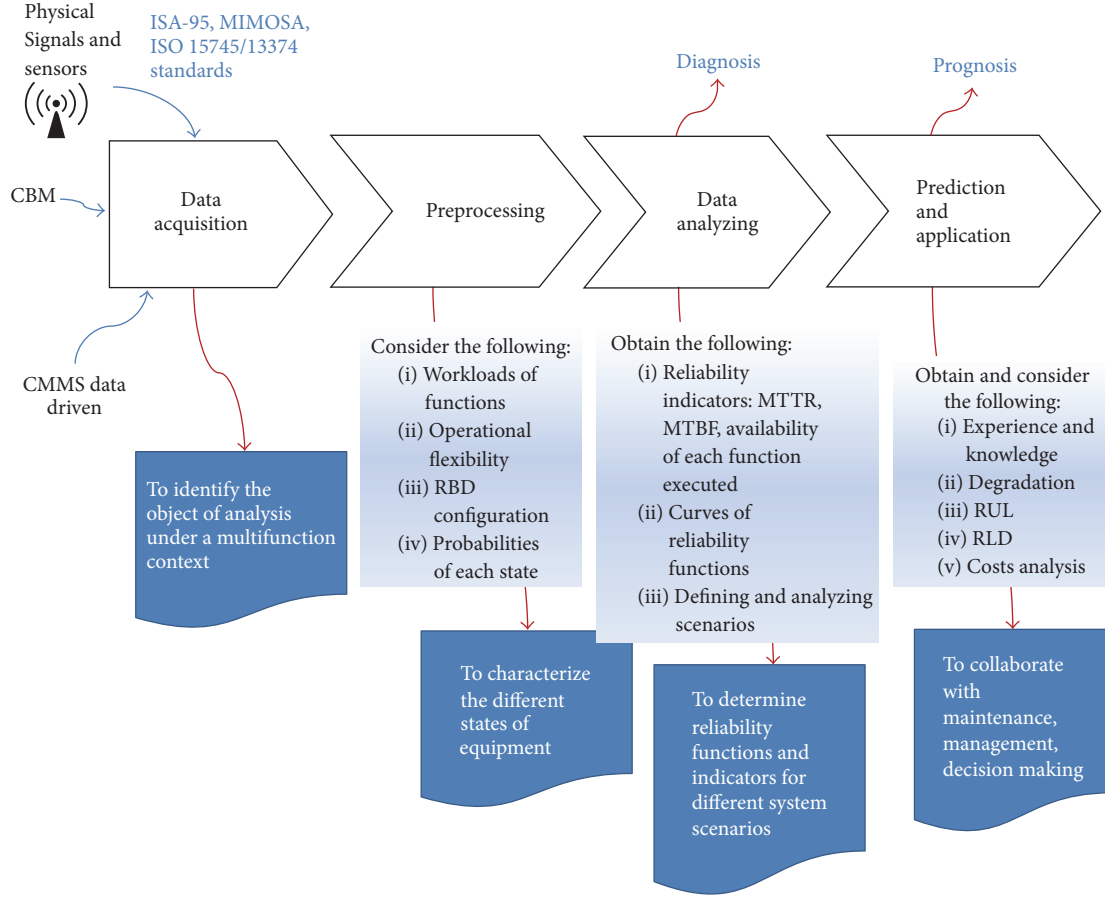 Physical
Signals and
sensors
ISA-95, MIMOSA,
ISO 15745/13374
standards
Diagnosis
Prognosis
CBM
Data
acquisition
Preprocessing
Data
analyzing
Prediction
and
application
CMMS data
driven
Consider the following:
(i) Workloads of
functions
(ii) Operational
flexibility
(iii) RBD
configuration
(iv) Probabilities
of each state
Obtain the following:
(i) Reliability
indicators: MTTR,
MTBF, availability
of each function
executed
(ii) Curves of
reliability
functions
(iii) Defining and analyzing
scenarios
Obtain and consider
the following:
(i) Experience and
knowledge
(ii) Degradation
(iii) RUL
(iv) RLD
(v) Costs analysis
To identify the
object of analysis
under a multifunction
context
To characterize
the different
states of
equipment
To determine
reliability
functions and
indicators for
different system
scenarios
To collaborate
with
maintenance,
management,
decision making